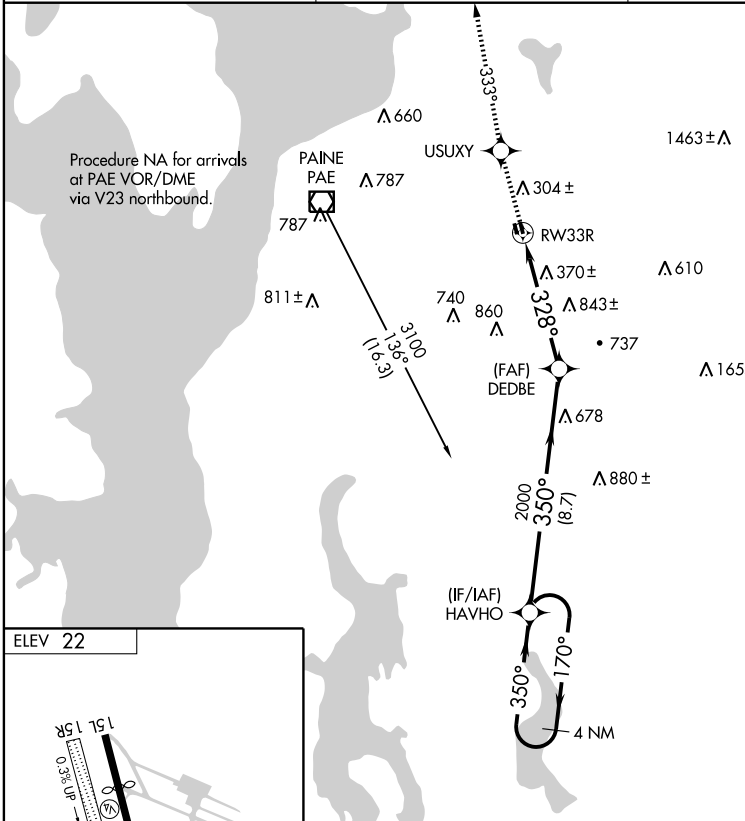 333°
660
1463±
USUXY
Procedure NA for arrivals
at PAE VOR/DME
via V23 northbound.
PAINE
PAE
787
304±
787
RW33R
370±
610
811±
740
860
843±
328°
3100
136°
(16.3)
737
(FAF)
DEDBE
165
678
880±
2000
350°
(8.7)
(IF/IAF)
HAVHO
350°
170°
4 NM
ELEV 22
15R
15L
0.3% UP
V